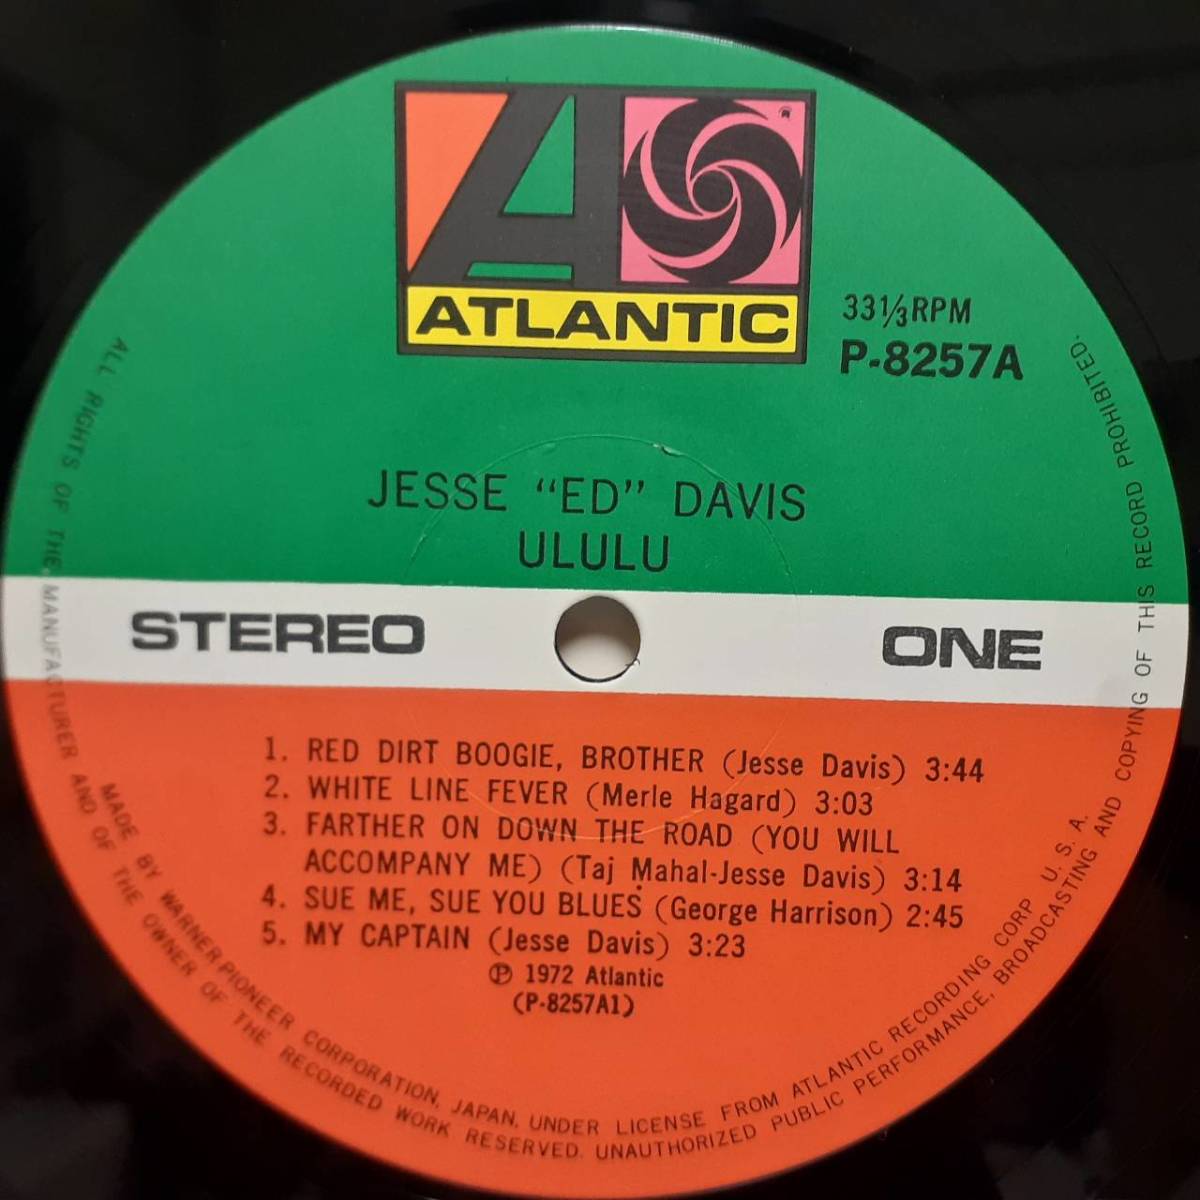 ATLANTIC
33⅓RPM
P-8257A
JESSE “ED” DAVIS
ULULU
STEREO
ONE
1. RED DIRT BOOGIE, BROTHER (Jesse Davis) 3:44
2. WHITE LINE FEVER (Merle Hagard) 3:03
3. FARTHER ON DOWN THE ROAD (YOU WILL
ACCOMPANY ME) (Taj Mahal-Jesse Davis) 3:14
4. SUE ME, SUE YOU BLUES (George Harrison) 2:45
5. MY CAPTAIN (Jesse Davis) 3:23
℗ 1972 Atlantic
(P-8257A1)
MADE BY WARNER-PIONEER CORPORATION, JAPAN, UNDER LICENSE FROM ATLANTIC RECORDING CORP. U. S. A.
ALL RIGHTS OF THE MANUFACTURER AND OF THE OWNER OF THE RECORDED WORK RESERVED. UNAUTHORIZED PUBLIC PERFORMANCE, BROADCASTING AND COPYING OF THIS RECORD PROHIBITED.